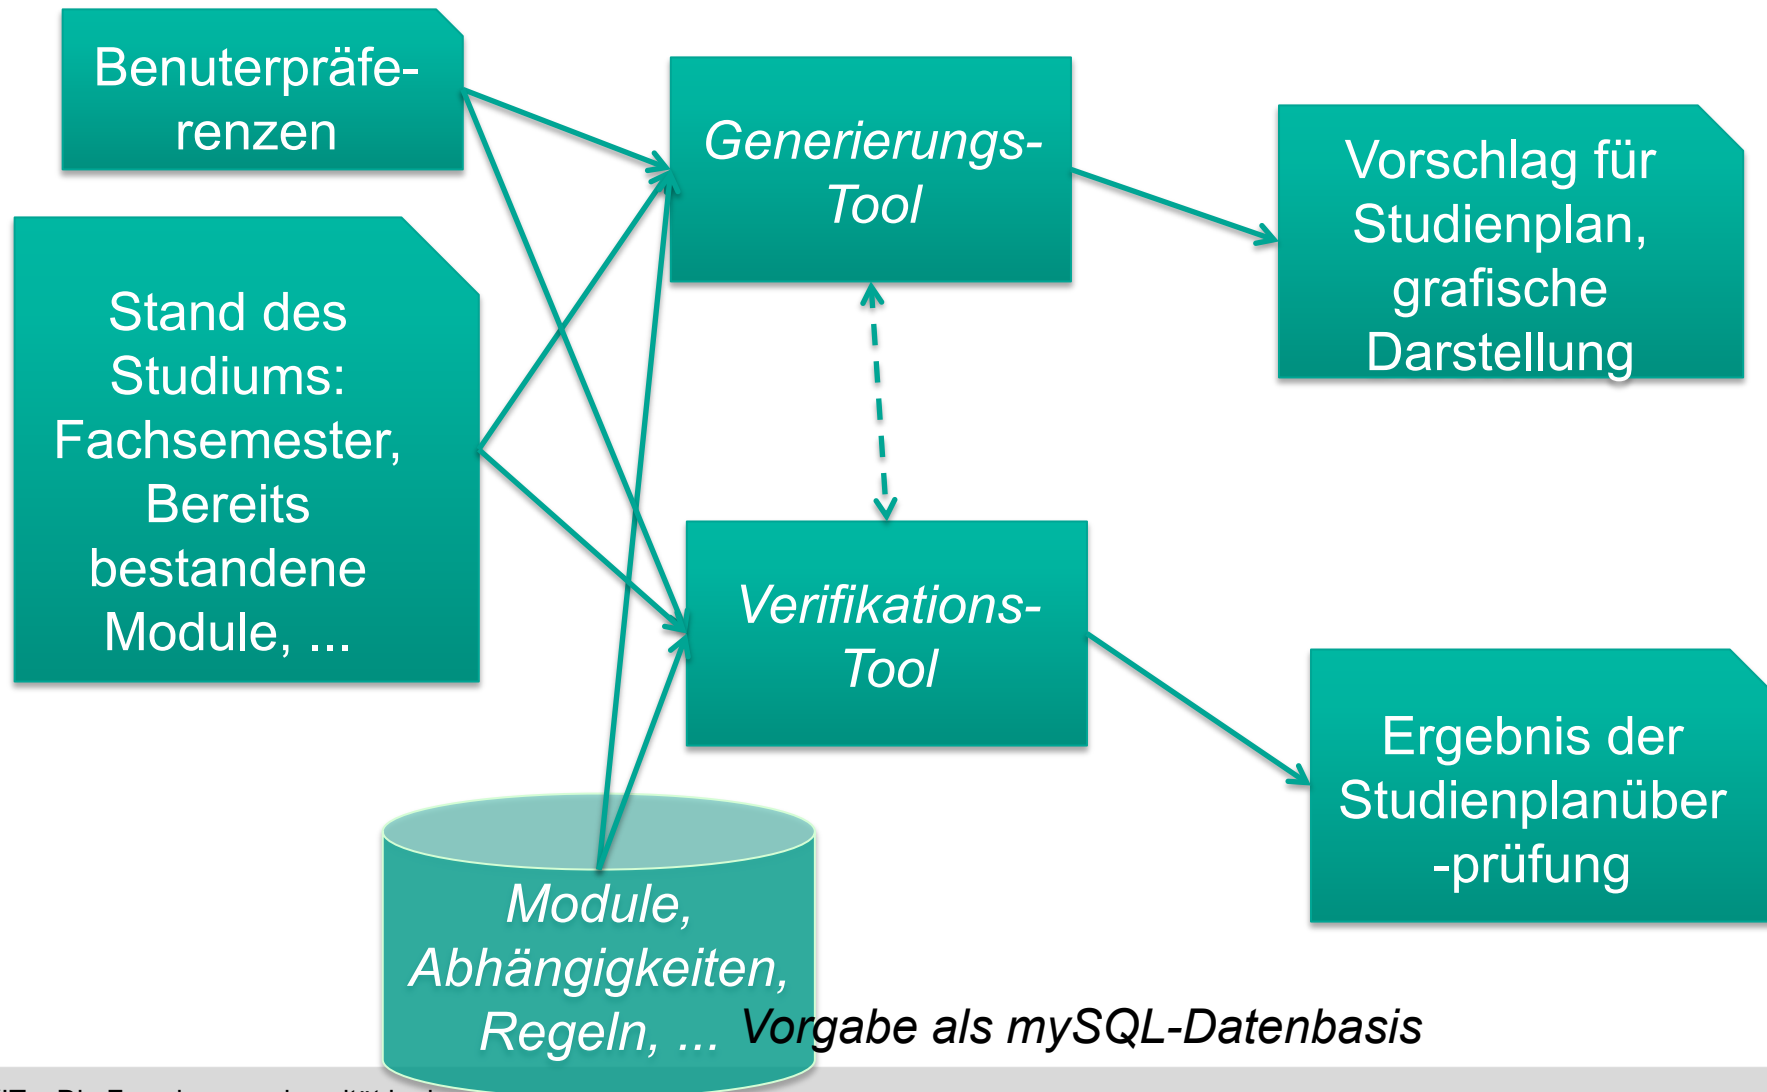 Benuterpräfe-
renzen
Generierungs-
Tool
Vorschlag für
Studienplan,
grafische
Darstellung
Stand des
Studiums:
Fachsemester,
Bereits
bestandene
Module, ...
Verifikations-
Tool
Ergebnis der
Studienplanüber
-prüfung
Module,
Abhängigkeiten,
Regeln, ...
Vorgabe als mySQL-Datenbasis